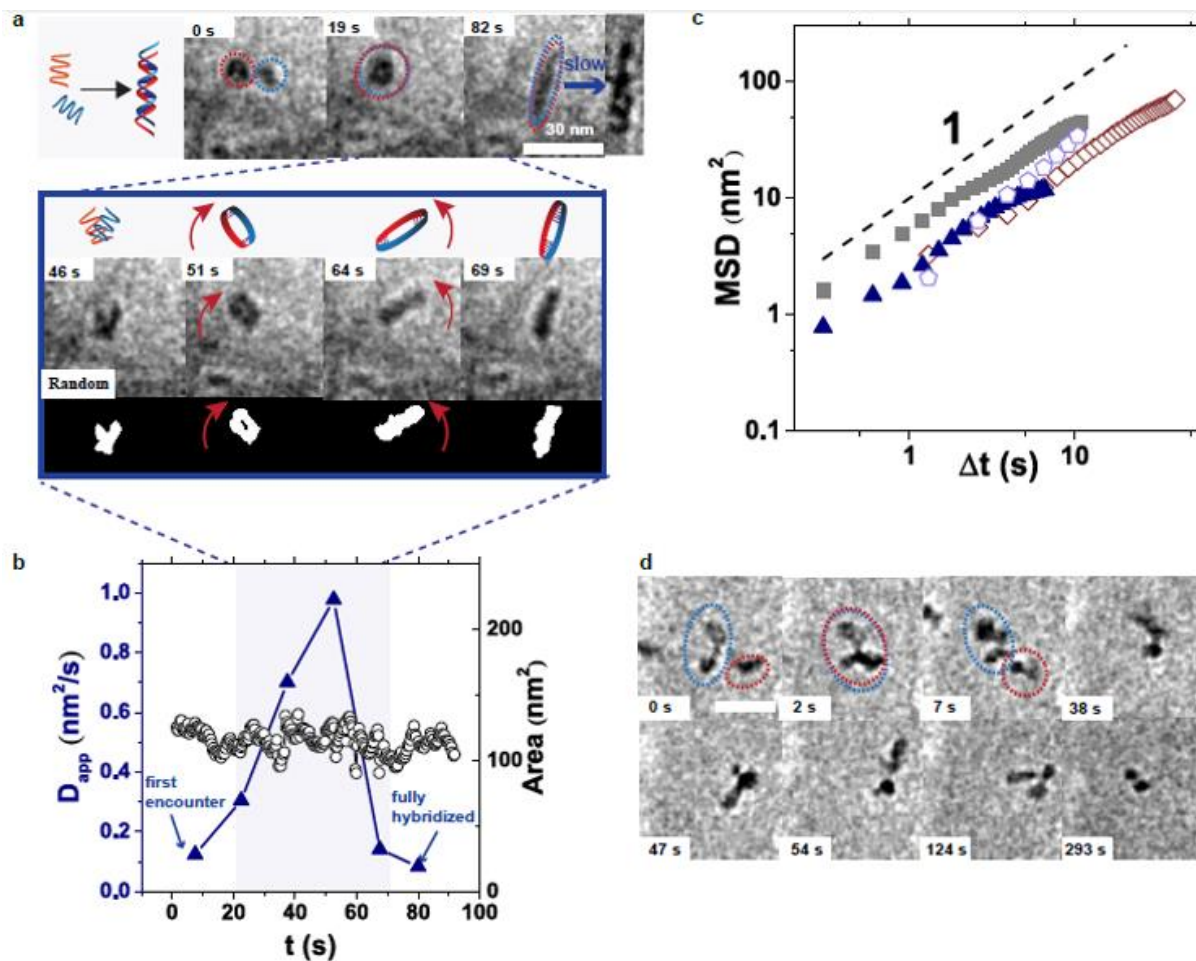 a
0 s
19 s
82 s
slow
30 nm
46 s
51 s
64 s
69 s
Random
b
D_app (nm²/s)
1.0
0.8
0.6
0.4
0.2
0.0
first
encounter
fully
hybridized
200
100
0
Area (nm²)
0 20 40 60 80 100
t (s)
c
MSD (nm²)
100
10
1
0.1
1
1 10
Δt (s)
d
0 s
2 s
7 s
38 s
47 s
54 s
124 s
293 s